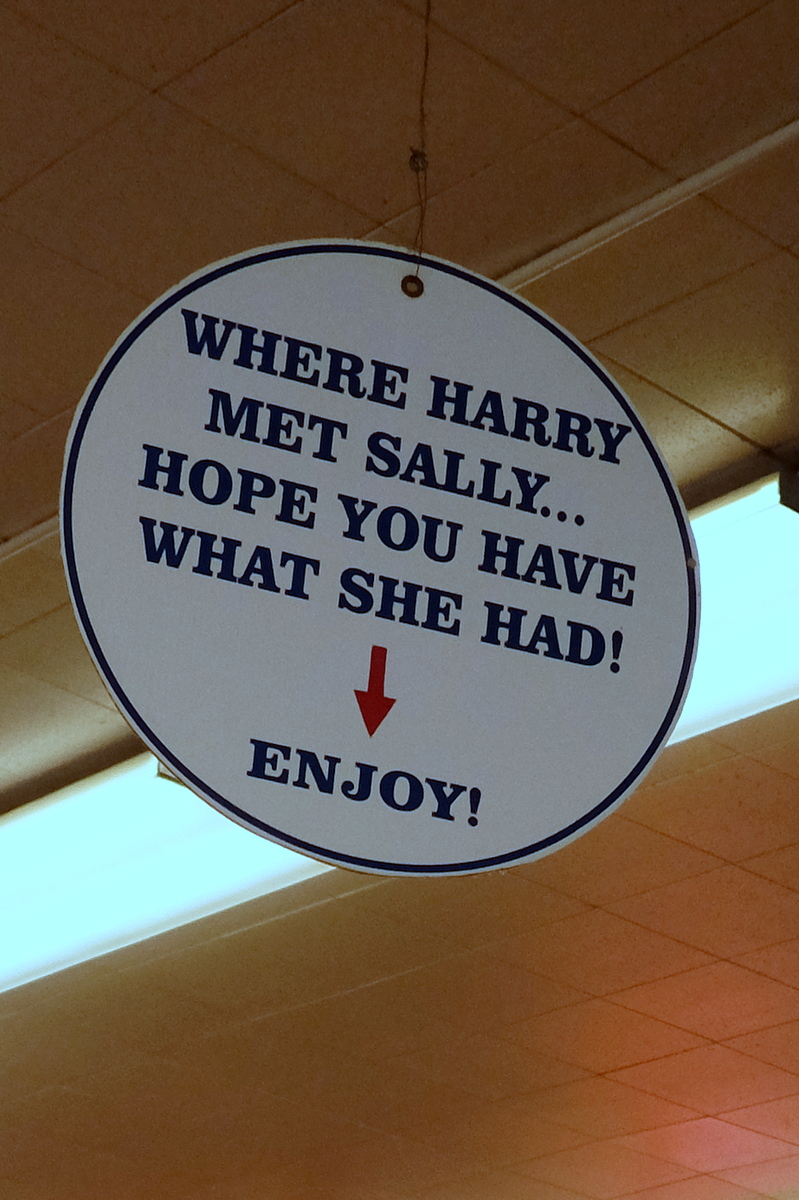 WHERE HARRY
MET SALLY...
HOPE YOU HAVE
WHAT SHE HAD!
ENJOY!